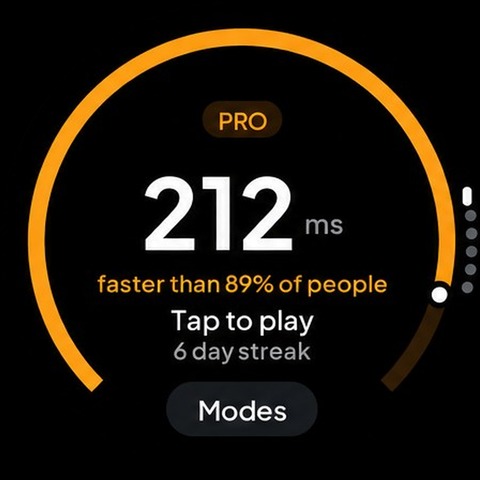 PRO
212 ms
faster than 89% of people
Tap to play
6 day streak
Modes